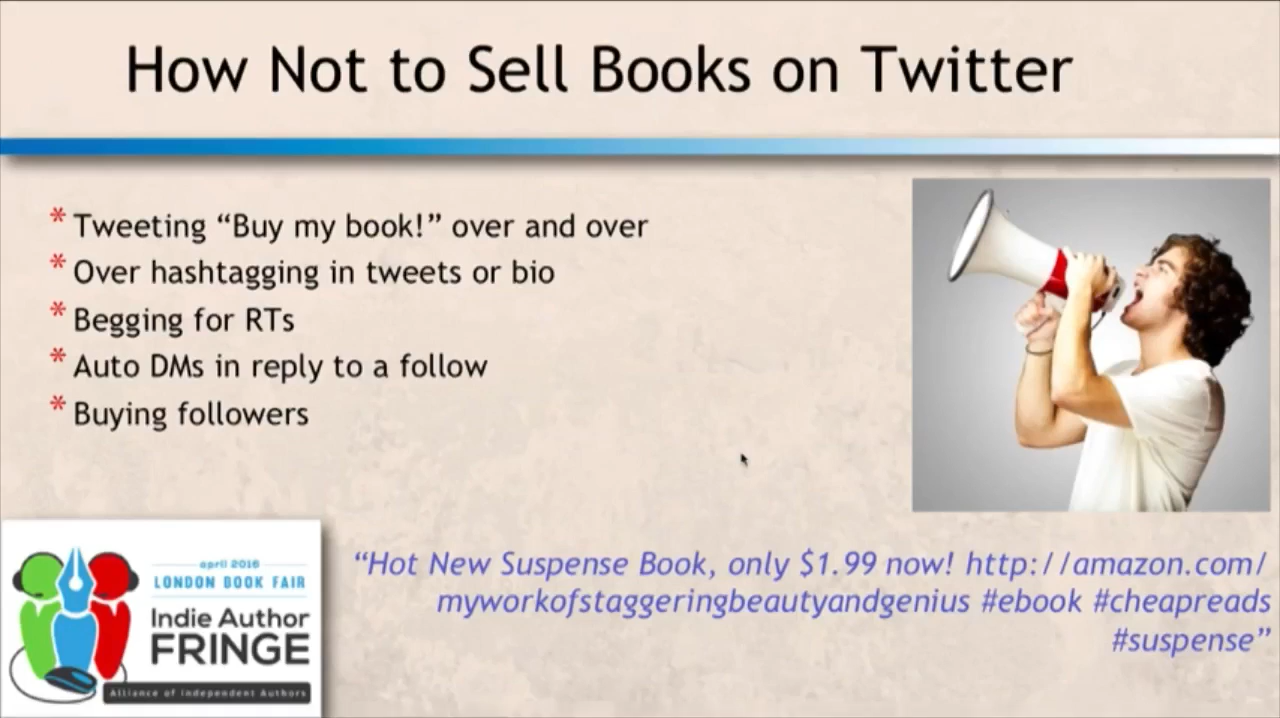 How Not to Sell Books on Twitter
* Tweeting “Buy my book!” over and over
* Over hashtagging in tweets or bio
* Begging for RTs
* Auto DMs in reply to a follow
* Buying followers
“Hot New Suspense Book, only $1.99 now! http://amazon.com/
myworkofstaggeringbeautyandgenius #ebook #cheapreads
#suspense”
april 2016
LONDON BOOK FAIR
Indie Author
FRINGE
Alliance of Independent Authors